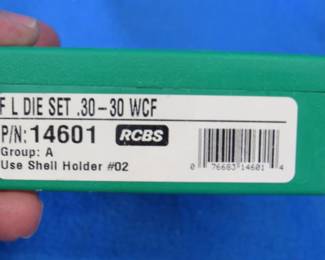 F L DIE SET .30-30 WCF
P/N: 14601 RCBS
Group: A
Use Shell Holder #02
0 76683 14601 4